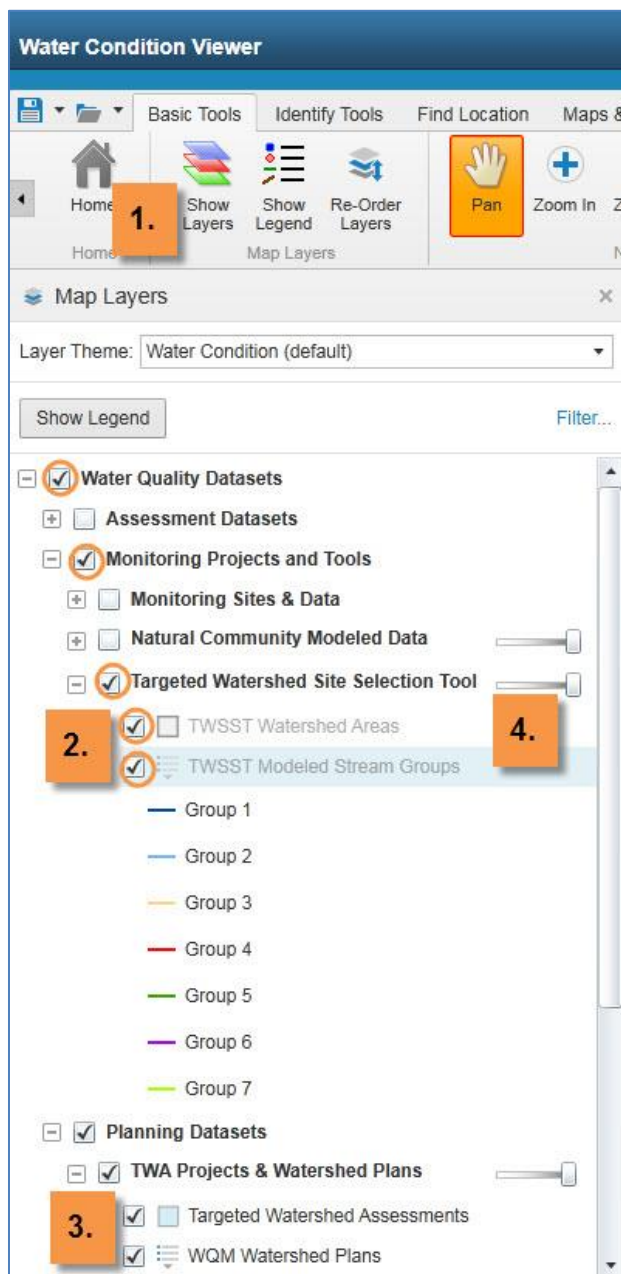 Water Condition Viewer
Basic Tools Identify Tools Find Location Maps &
Home Show Layers Show Legend Re-Order Layers Pan Zoom In Z
1.
Home Map Layers N
Map Layers
Layer Theme: Water Condition (default)
Show Legend Filter...
Water Quality Datasets
Assessment Datasets
Monitoring Projects and Tools
Monitoring Sites & Data
Natural Community Modeled Data
Targeted Watershed Site Selection Tool
2. TWSST Watershed Areas 4.
TWSST Modeled Stream Groups
Group 1
Group 2
Group 3
Group 4
Group 5
Group 6
Group 7
Planning Datasets
TWA Projects & Watershed Plans
3. Targeted Watershed Assessments
WQM Watershed Plans